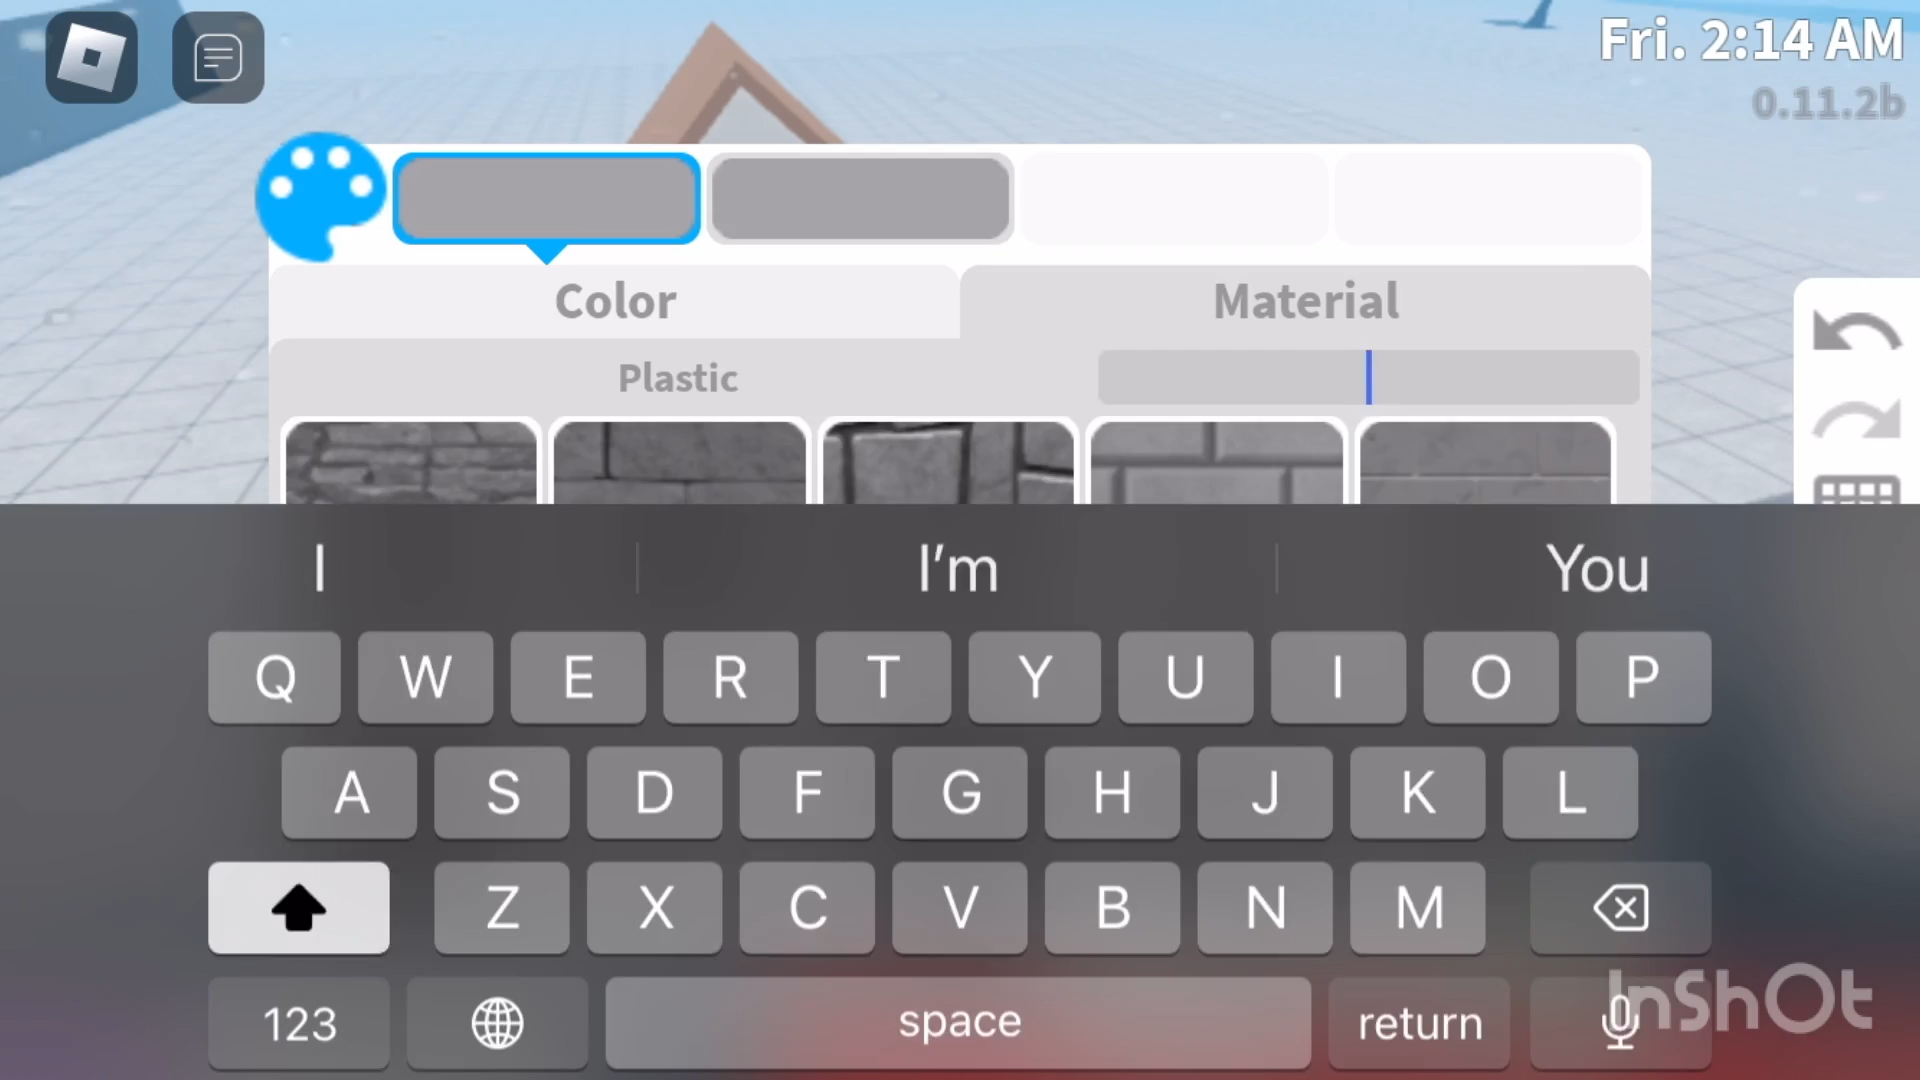 Fri. 2:14 AM
0.11.2b
Color
Material
Plastic
I
I'm
You
Q W E R T Y U I O P
A S D F G H J K L
Z X C V B N M
123
space
return
InShOt